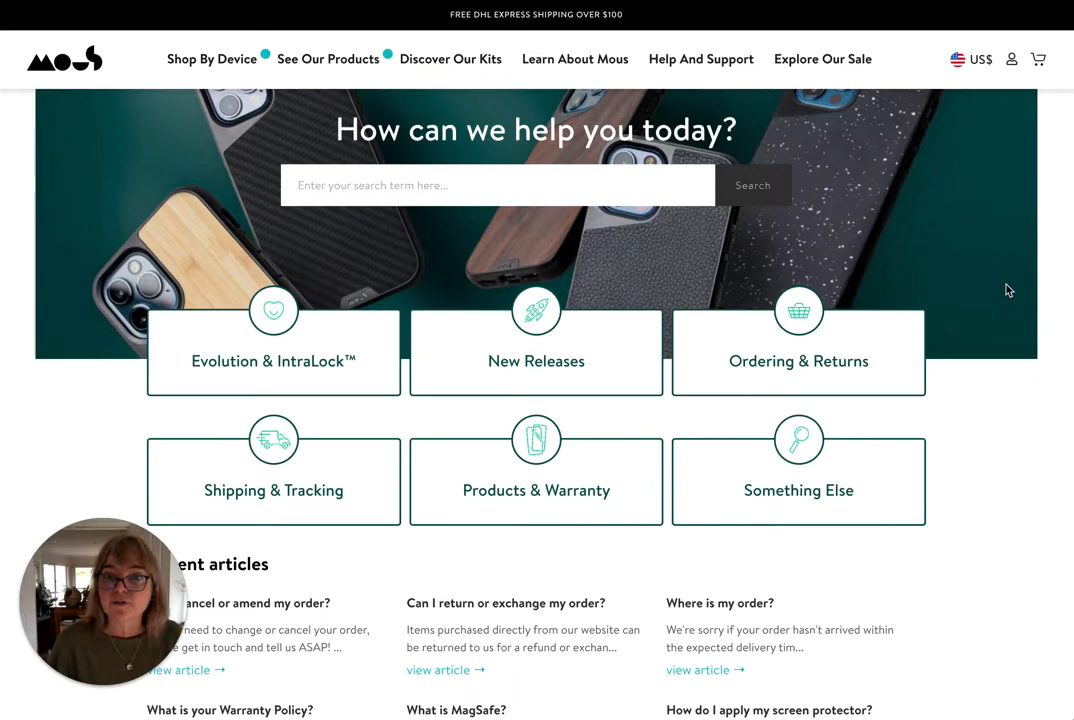 FREE DHL EXPRESS SHIPPING OVER $100
MOUS
Shop By Device See Our Products Discover Our Kits Learn About Mous Help And Support Explore Our Sale US$
How can we help you today?
Enter your search term here... Search
Evolution & IntraLock™ New Releases Ordering & Returns
Shipping & Tracking Products & Warranty Something Else
ent articles
ancel or amend my order? Can I return or exchange my order? Where is my order?
need to change or cancel your order, Items purchased directly from our website can We're sorry if your order hasn't arrived within
get in touch and tell us ASAP! ... be returned to us for a refund or exchan... the expected delivery tim...
view article → view article → view article →
What is your Warranty Policy? What is MagSafe? How do I apply my screen protector?